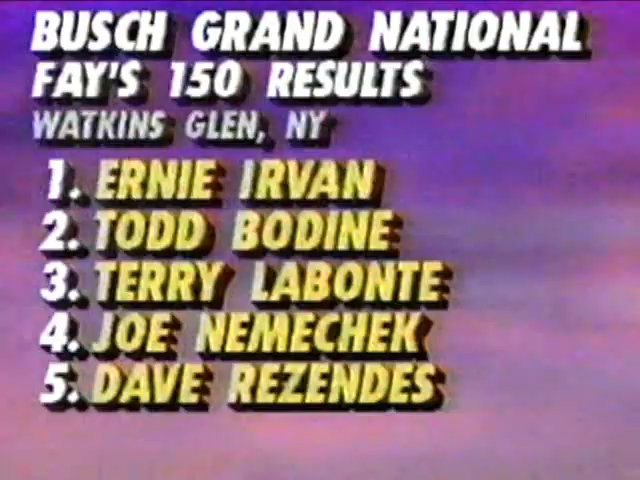 BUSCH GRAND NATIONAL
FAY'S 150 RESULTS
WATKINS GLEN, NY
1. ERNIE IRVAN
2. TODD BODINE
3. TERRY LABONTE
4. JOE NEMECHEK
5. DAVE REZENDES